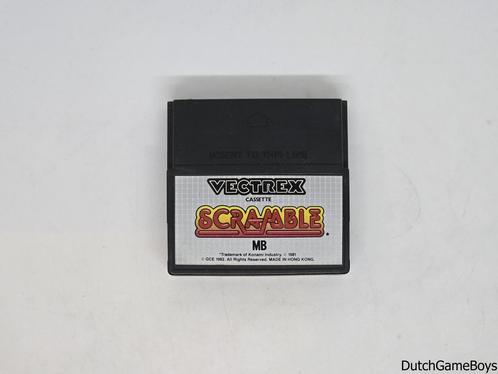 INSERT TO THIS LINE
VECTREX
CASSETTE
SCRAMBLE*
MB
*Trademark of Konami Industry. © 1981
© GCE 1982. All Rights Reserved. MADE IN HONG KONG.
DutchGameBoys